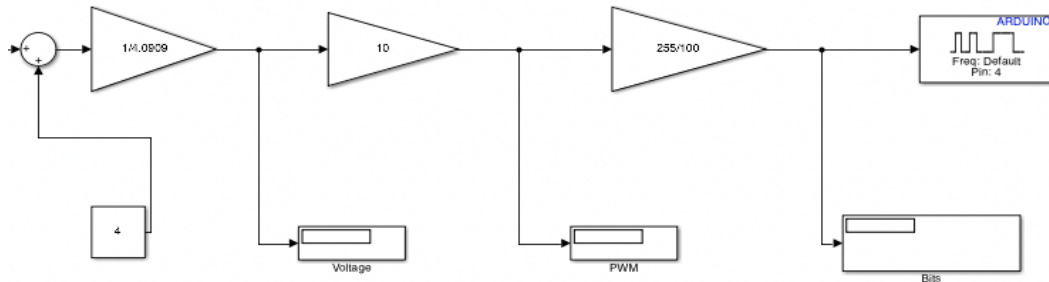 ARDUINO
+
+
1/4.0909
10
255/100
Freq: Default
Pin: 4
4
Voltage
PWM
Bits